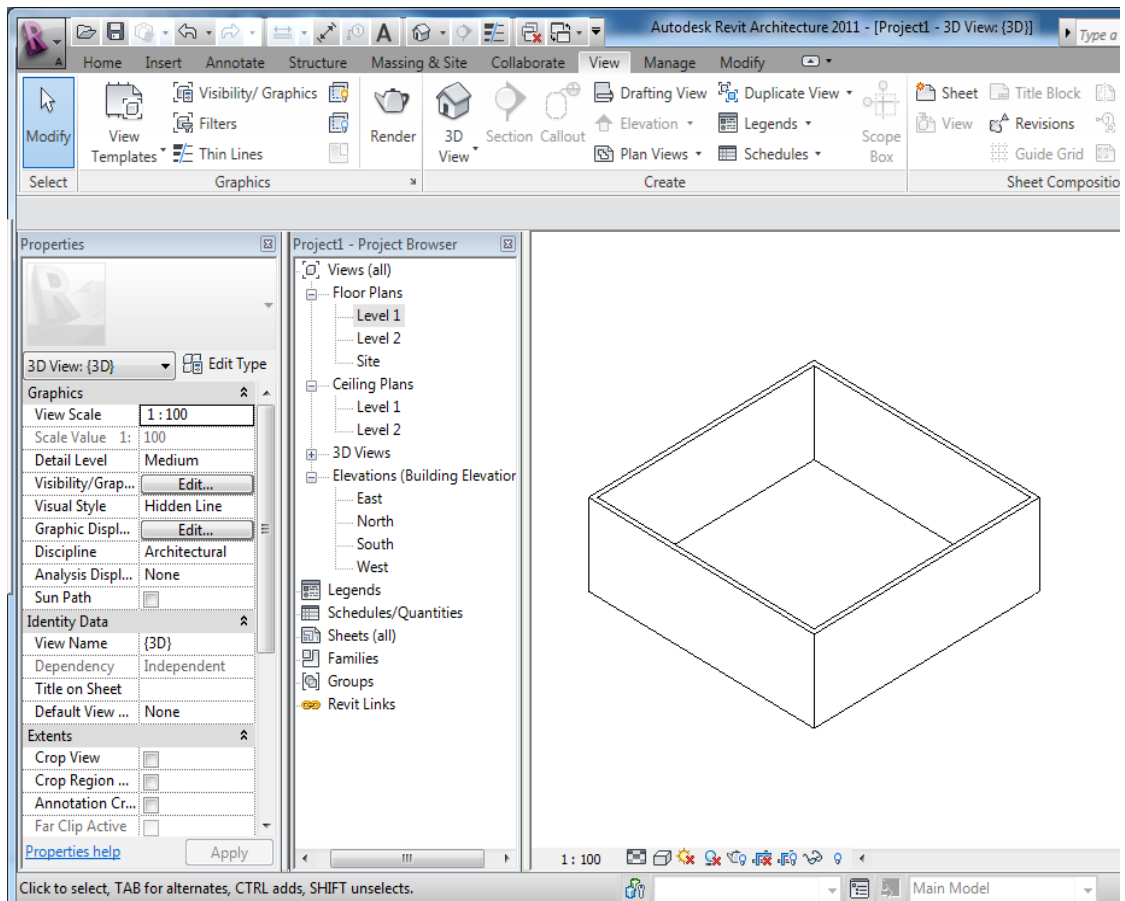 Autodesk Revit Architecture 2011 - [Project1 - 3D View: {3D}]
Type a
Home Insert Annotate Structure Massing & Site Collaborate View Manage Modify
Modify
View Templates
Visibility/ Graphics
Filters
Thin Lines
Render
3D View
Section
Callout
Drafting View
Elevation
Plan Views
Duplicate View
Legends
Schedules
Scope Box
Sheet
View
Title Block
Revisions
Guide Grid
Select
Graphics
Create
Sheet Compositio
Properties
R1
3D View: {3D}
Edit Type
Graphics
View Scale 1 : 100
Scale Value 1: 100
Detail Level Medium
Visibility/Grap... Edit...
Visual Style Hidden Line
Graphic Displ... Edit...
Discipline Architectural
Analysis Displ... None
Sun Path
Identity Data
View Name {3D}
Dependency Independent
Title on Sheet
Default View ... None
Extents
Crop View
Crop Region ...
Annotation Cr...
Far Clip Active
Properties help
Apply
Project1 - Project Browser
Views (all)
Floor Plans
Level 1
Level 2
Site
Ceiling Plans
Level 1
Level 2
3D Views
Elevations (Building Elevation
East
North
South
West
Legends
Schedules/Quantities
Sheets (all)
Families
Groups
Revit Links
1 : 100
Click to select, TAB for alternates, CTRL adds, SHIFT unselects.
Main Model